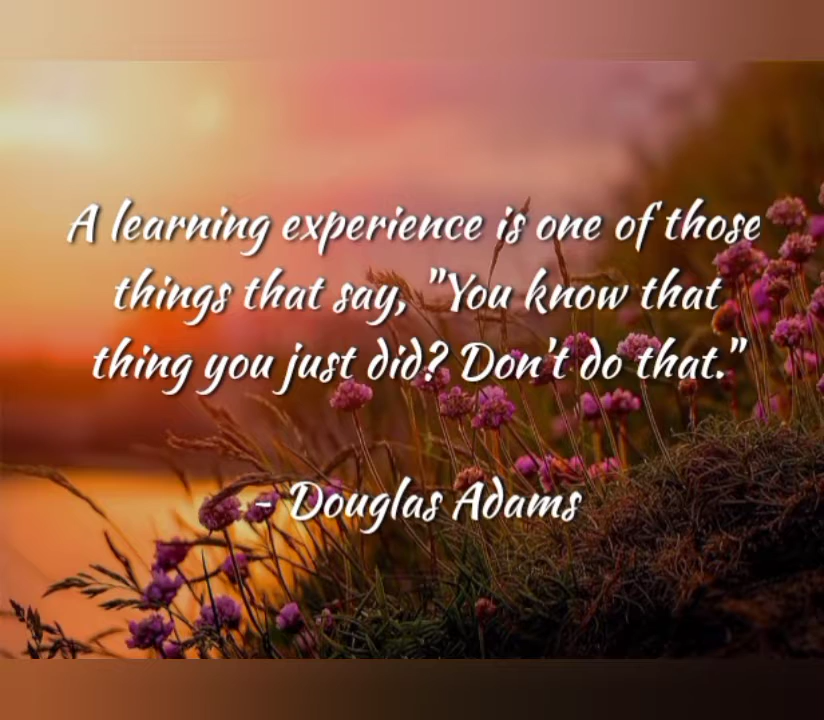 A learning experience is one of those
things that say, "You know that
thing you just did? Don't do that."
- Douglas Adams